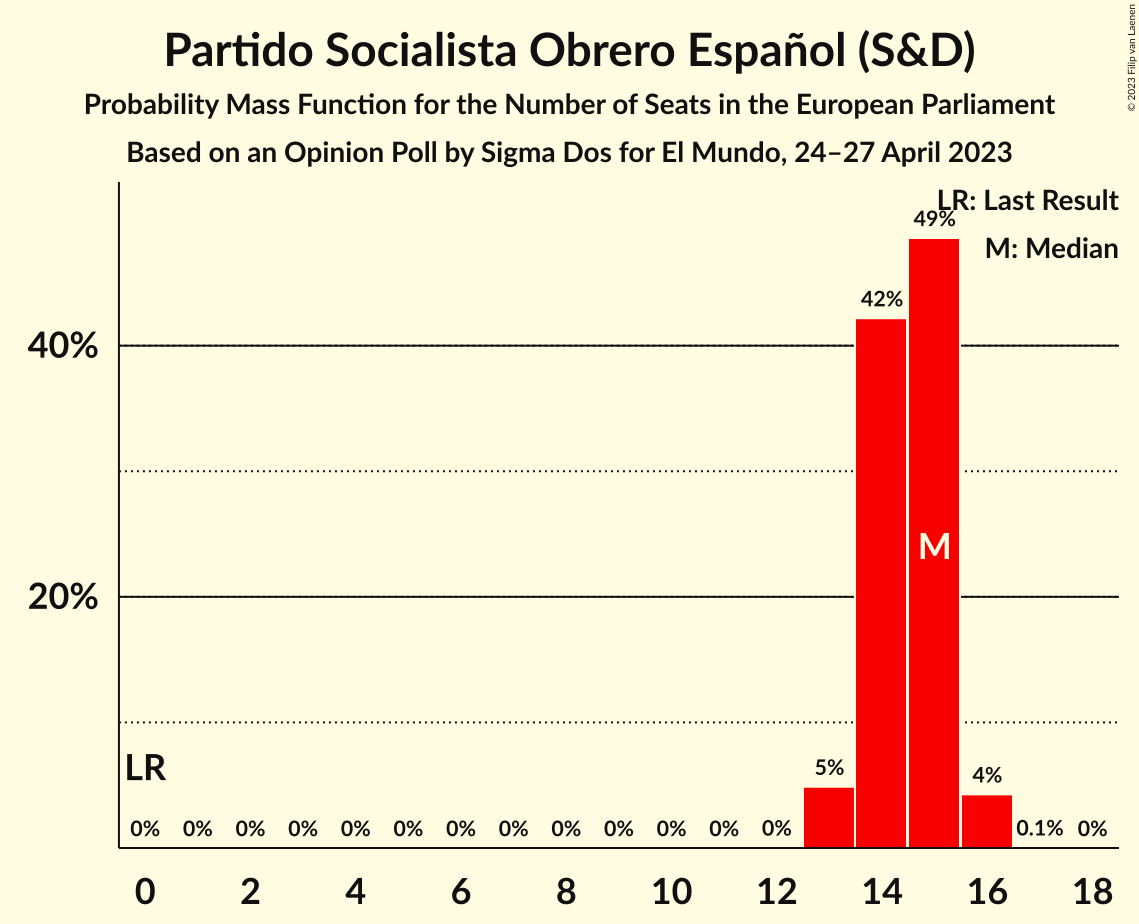 Partido Socialista Obrero Español (S&D)
Probability Mass Function for the Number of Seats in the European Parliament
Based on an Opinion Poll by Sigma Dos for El Mundo, 24–27 April 2023
© 2023 Filip van Laenen
LR: Last Result
M: Median
49%
42%
40%
M
20%
LR
5%
4%
0% 0% 0% 0% 0% 0% 0% 0% 0% 0% 0% 0% 0% 0.1% 0%
0 2 4 6 8 10 12 14 16 18